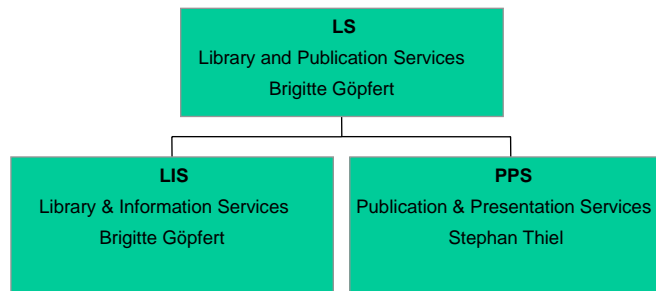 LS
Library and Publication Services
Brigitte Göpfert
LIS
Library & Information Services
Brigitte Göpfert
PPS
Publication & Presentation Services
Stephan Thiel